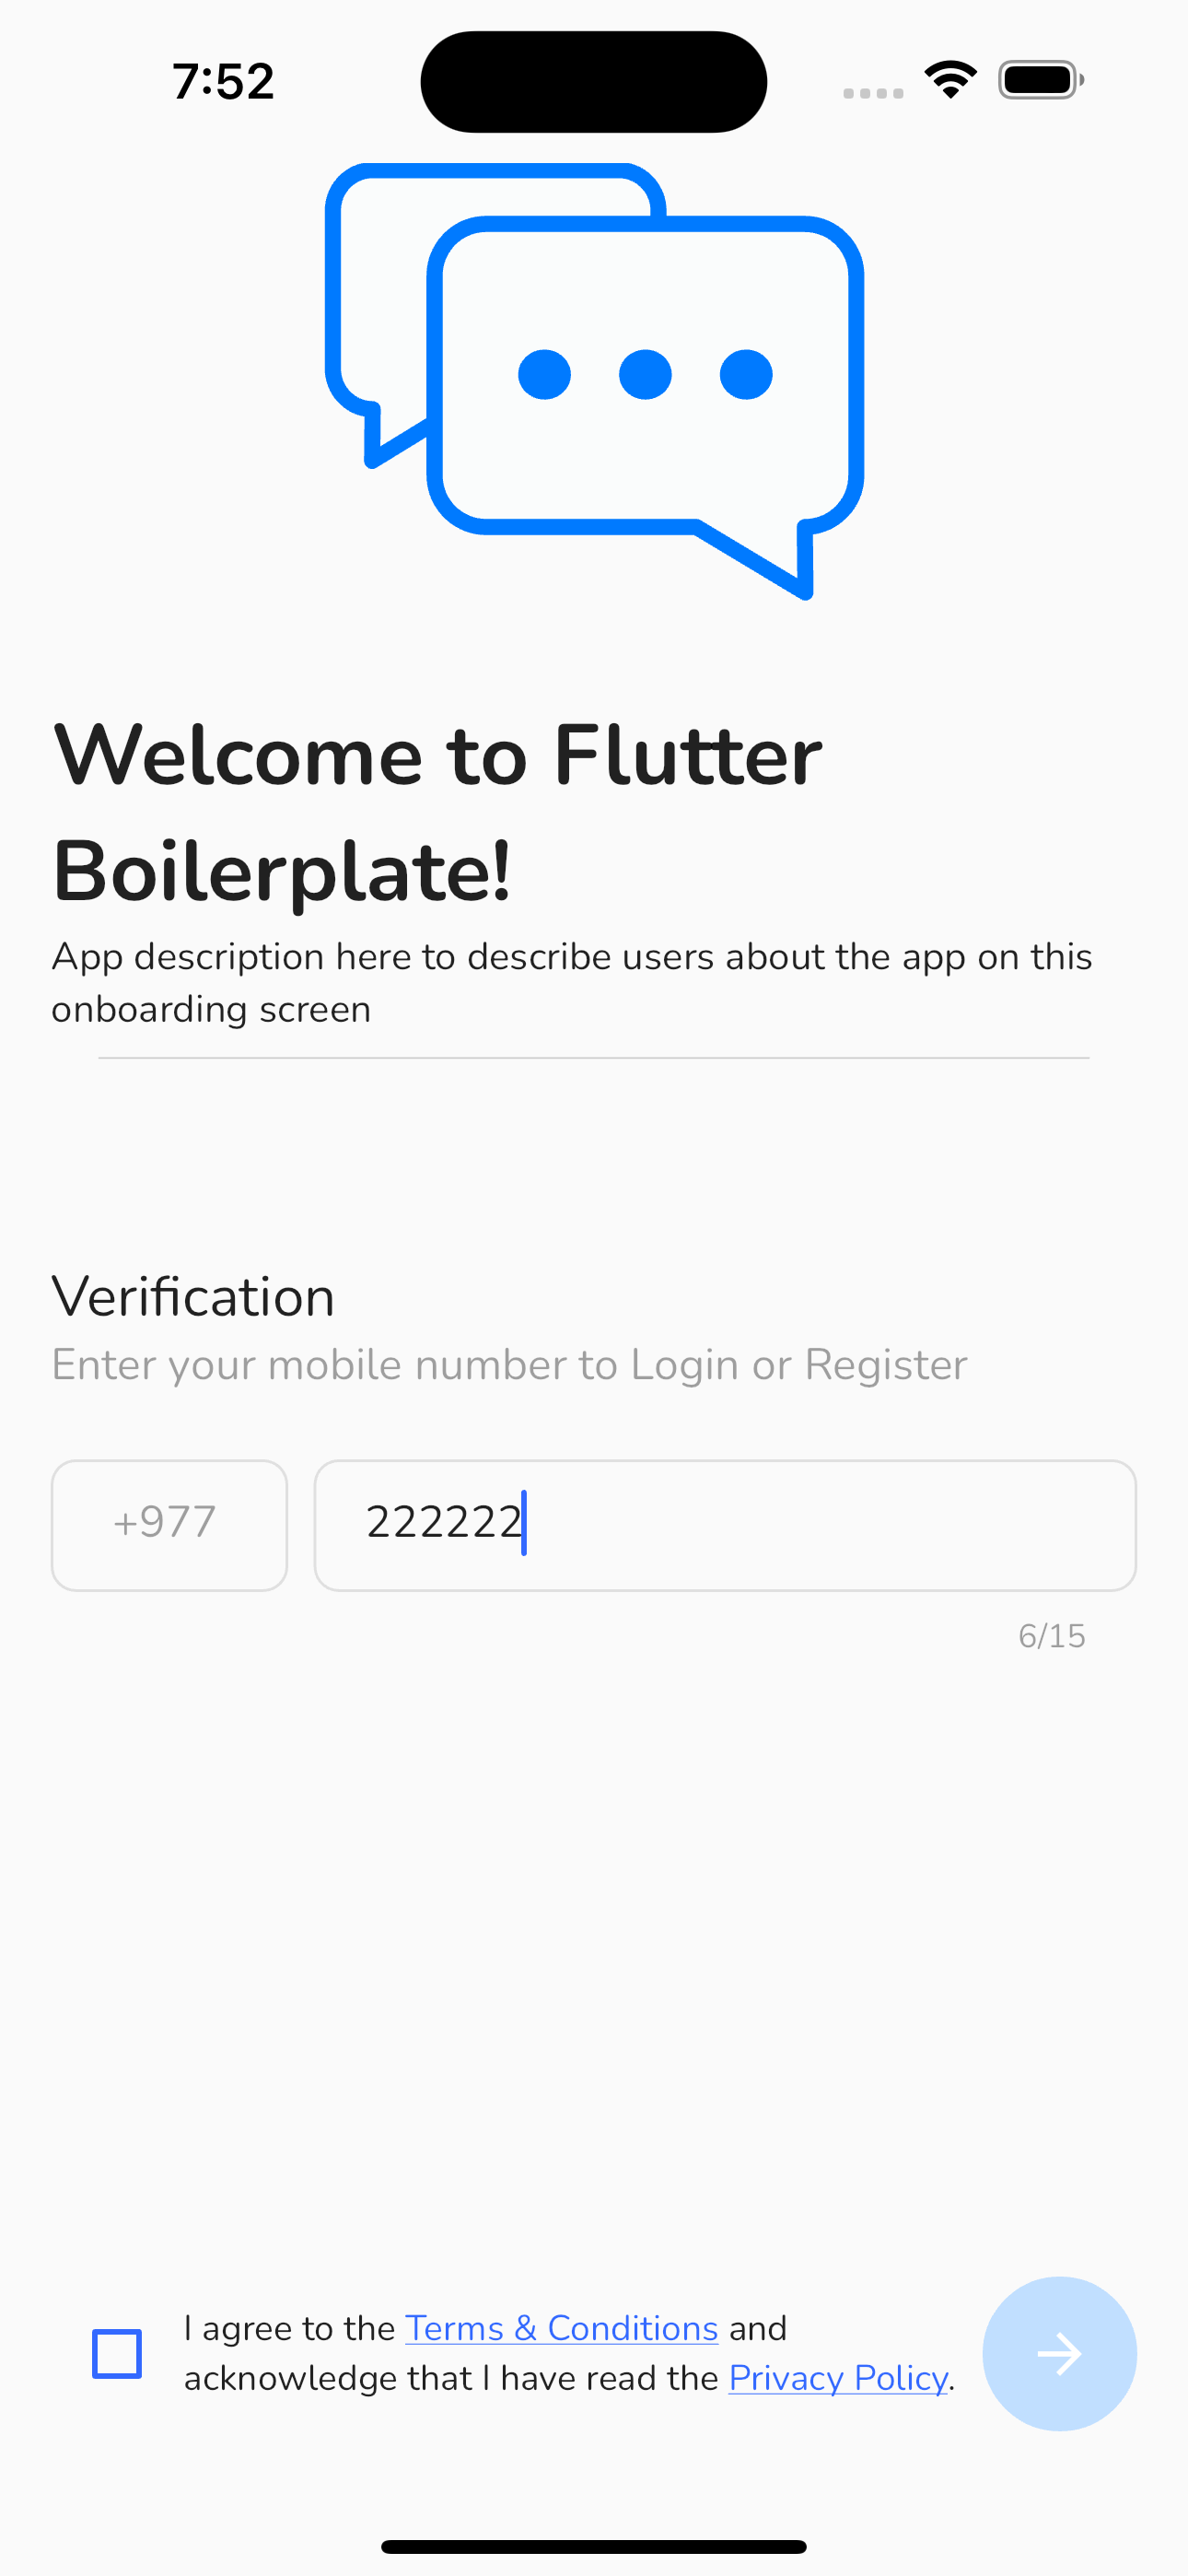 7:52
Welcome to Flutter
Boilerplate!
App description here to describe users about the app on this
onboarding screen
Verification
Enter your mobile number to Login or Register
+977
222222
6/15
I agree to the Terms & Conditions and
acknowledge that I have read the Privacy Policy.